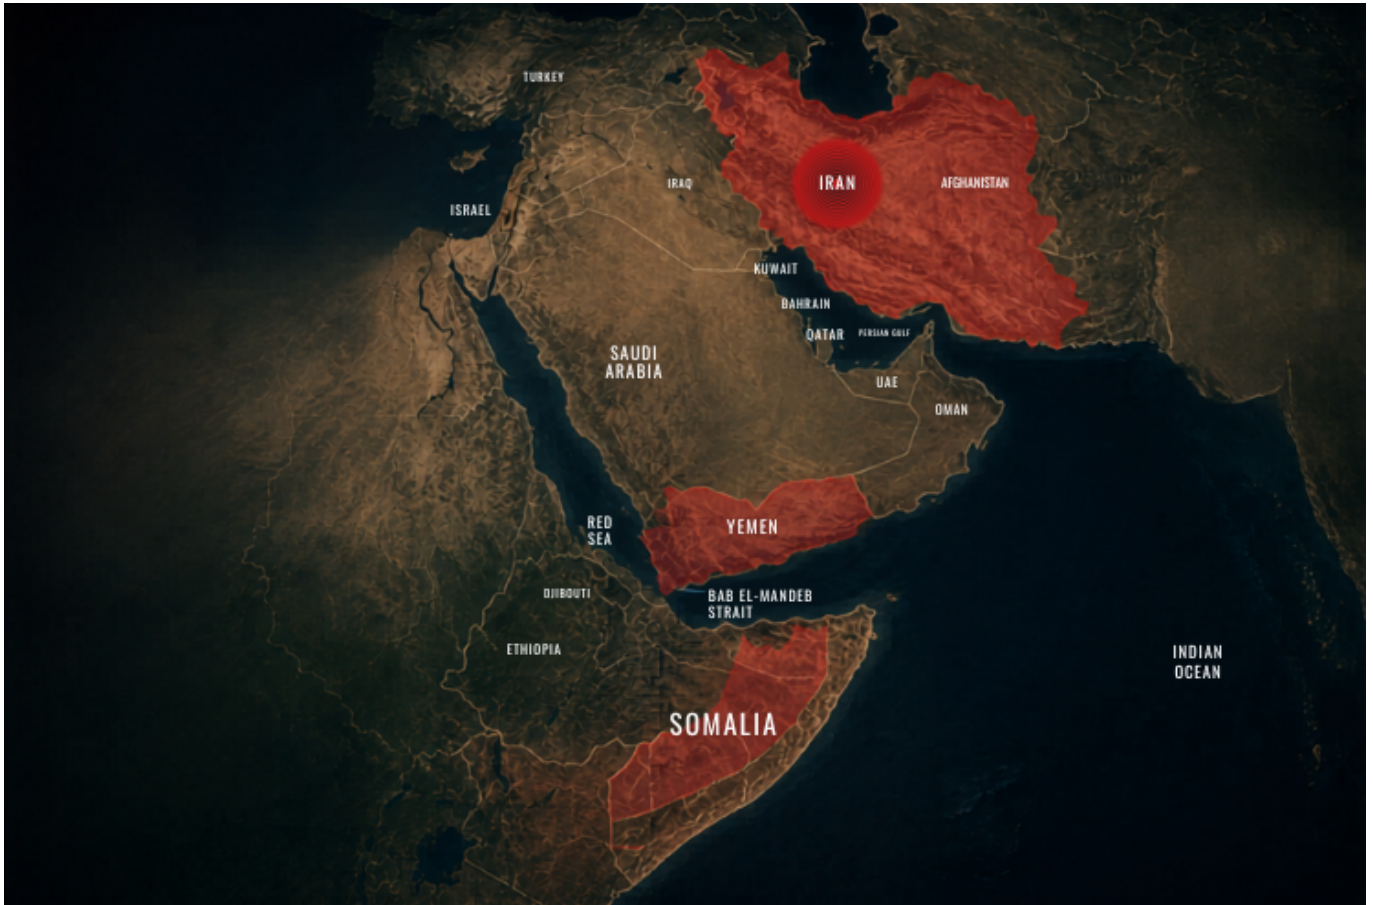 TURKEY
IRAN
AFGHANISTAN
IRAQ
ISRAEL
KUWAIT
BAHRAIN
QATAR
PERSIAN GULF
SAUDI
ARABIA
UAE
OMAN
RED
SEA
YEMEN
DJIBOUTI
BAB EL-MANDEB
STRAIT
ETHIOPIA
INDIAN
OCEAN
SOMALIA